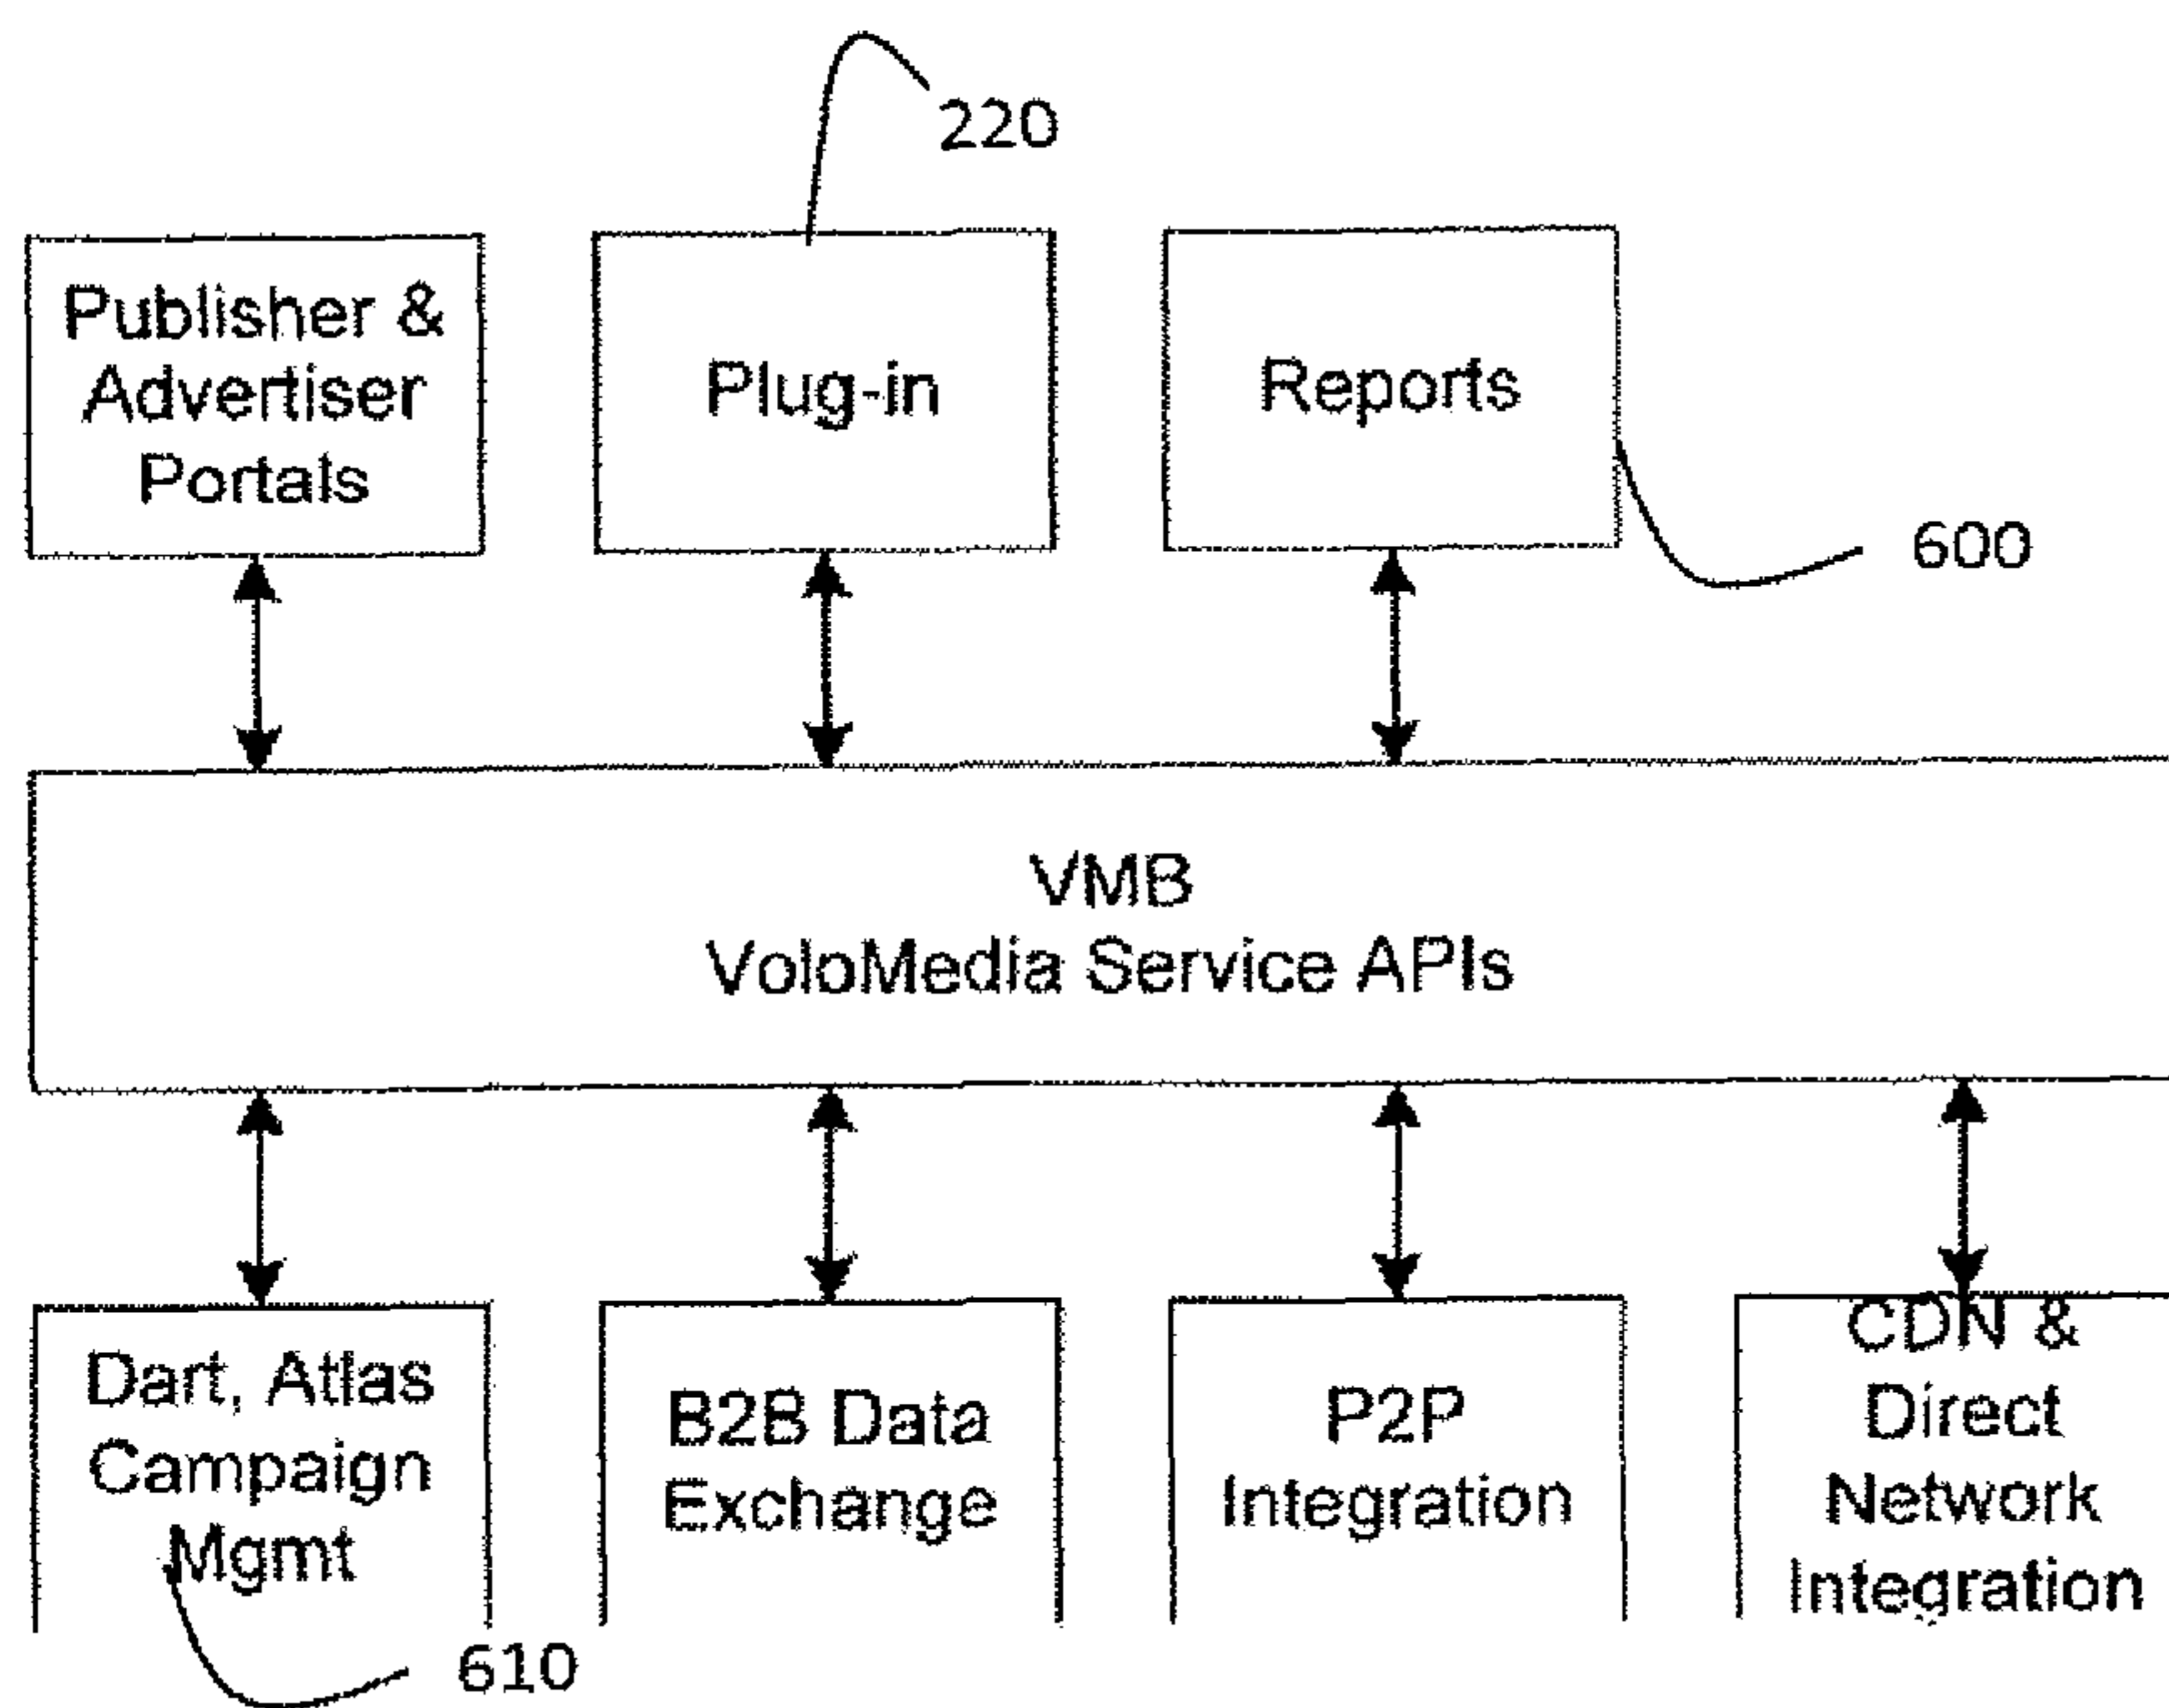 220
Publisher &
Advertiser
Portals
Plug-in
Reports
600
VMB
VoloMedia Service APIs
Dart, Atlas
Campaign
Mgmt
B2B Data
Exchange
P2P
Integration
CDN &
Direct
Network
Integration
610